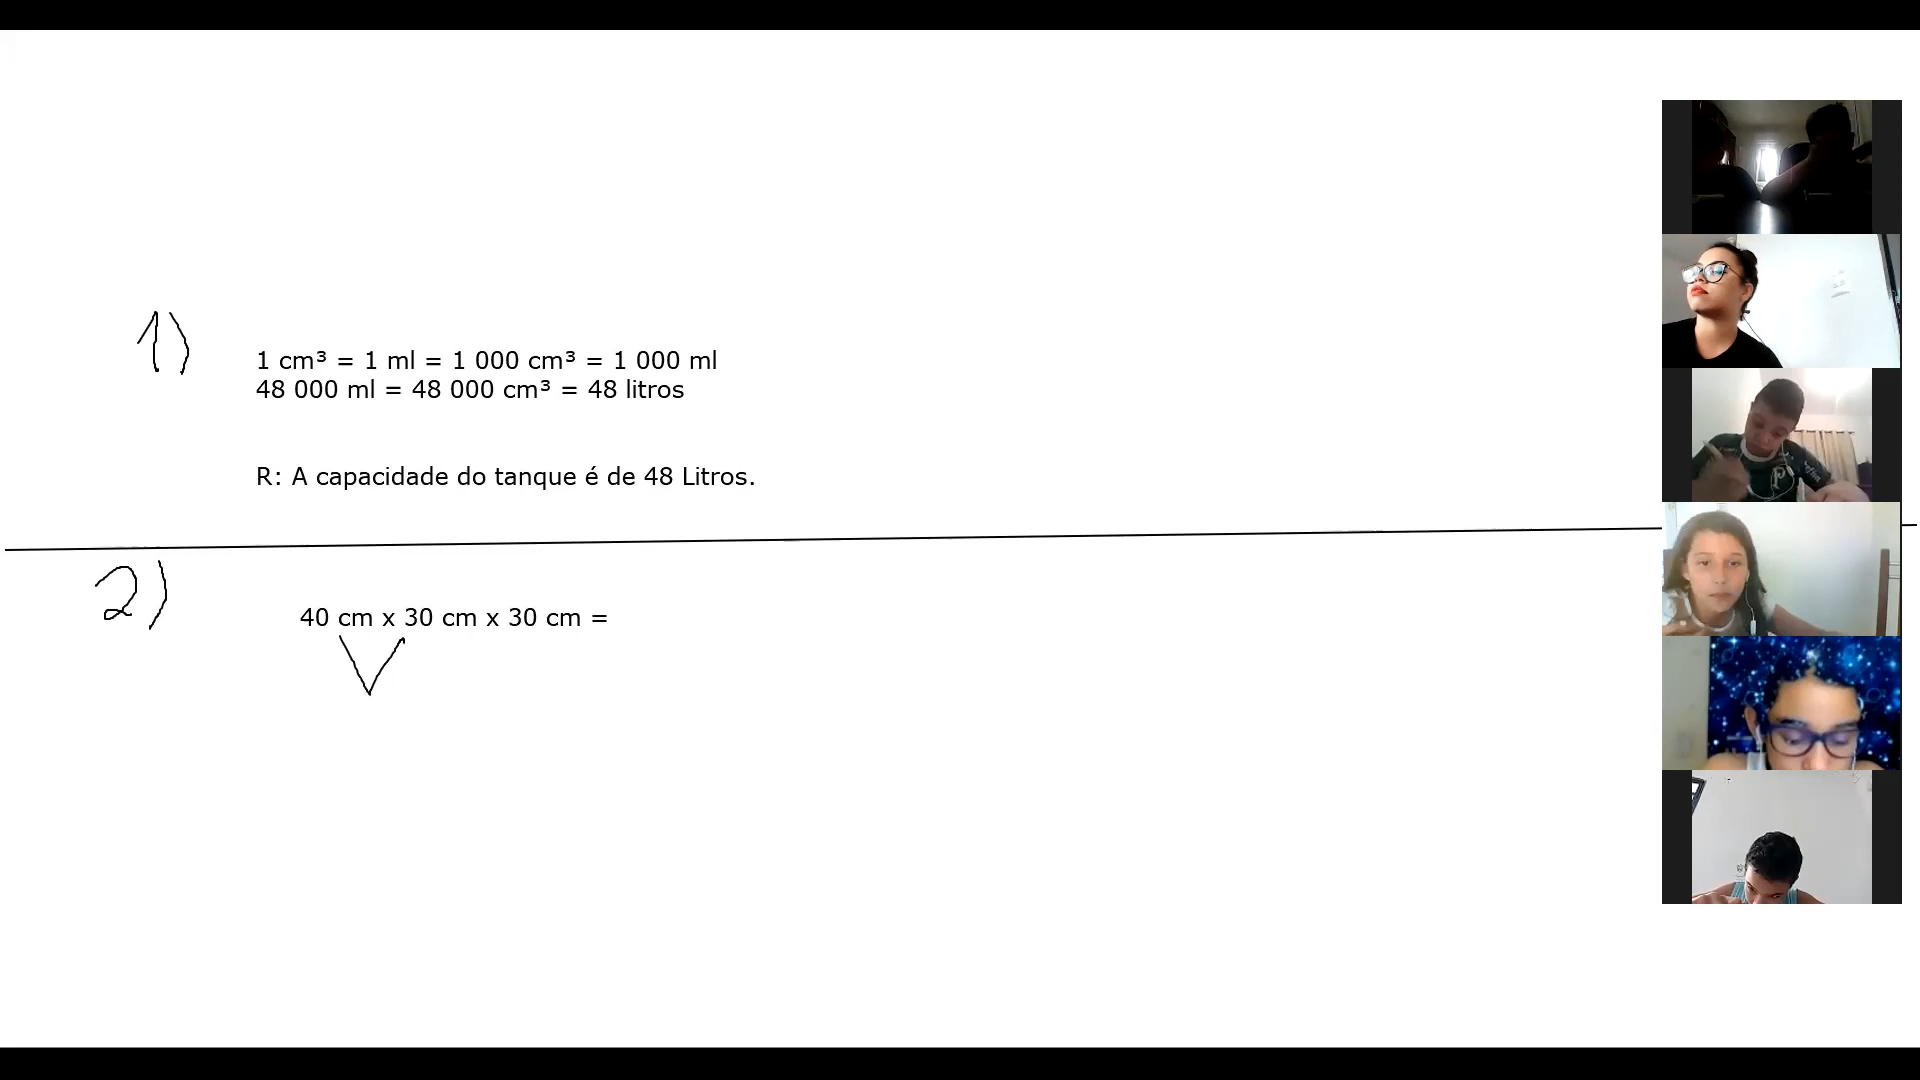 1)
1 cm³ = 1 ml = 1 000 cm³ = 1 000 ml
48 000 ml = 48 000 cm³ = 48 litros
R: A capacidade do tanque é de 48 Litros.
2)
40 cm x 30 cm x 30 cm =